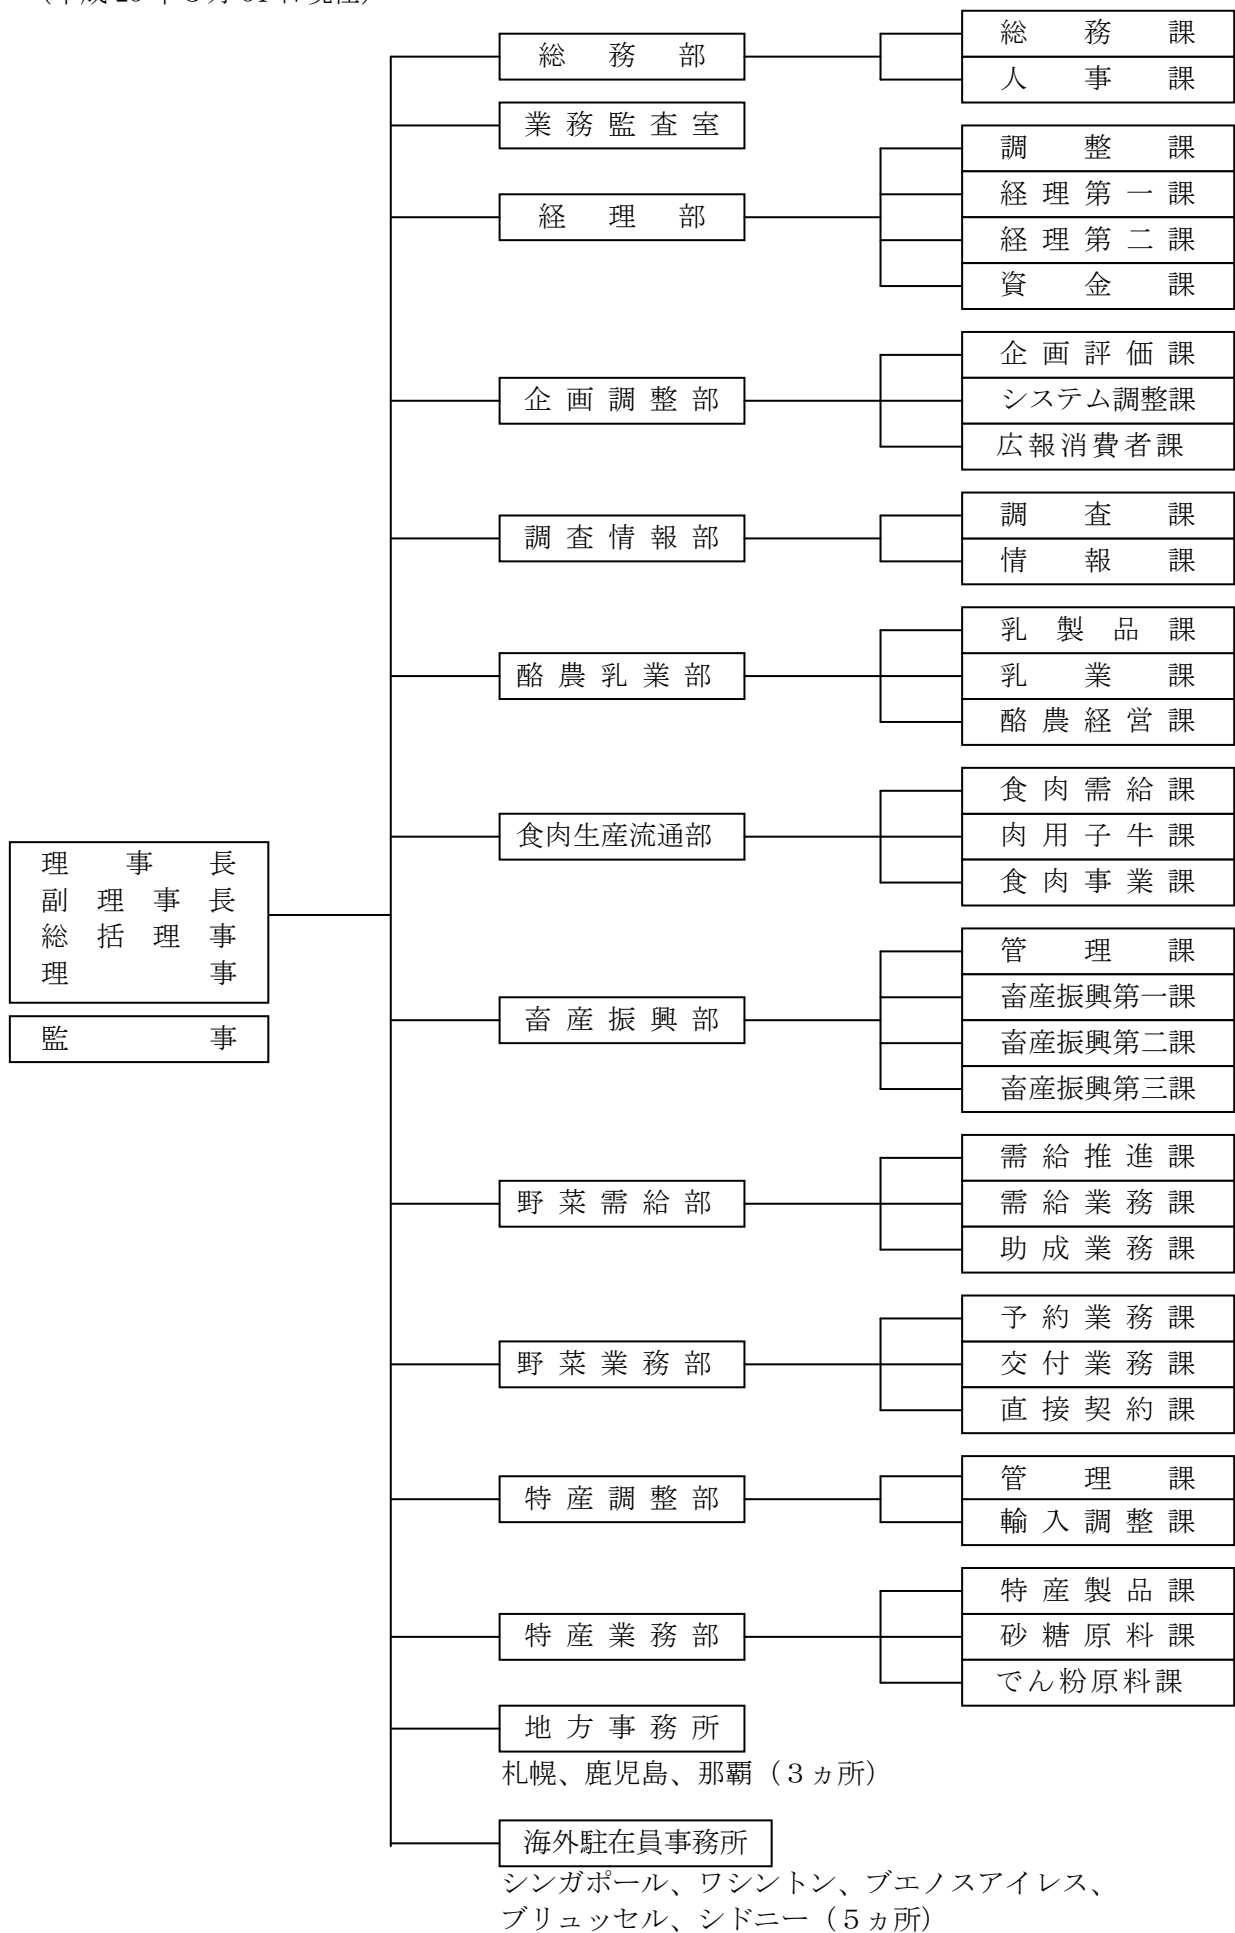 総務部
総務課
人事課
業務監査室
経理部
調整課
経理第一課
経理第二課
資金課
企画調整部
企画評価課
システム調整課
広報消費者課
調査情報部
調査課
情報課
酪農乳業部
乳製品課
乳業課
酪農経営課
食肉生産流通部
食肉需給課
肉用子牛課
食肉事業課
理事長
副理事長
総括理事
理事
監事
畜産振興部
管理課
畜産振興第一課
畜産振興第二課
畜産振興第三課
野菜需給部
需給推進課
需給業務課
助成業務課
野菜業務部
予約業務課
交付業務課
直接契約課
特産調整部
管理課
輸入調整課
特産業務部
特産製品課
砂糖原料課
でん粉原料課
地方事務所
札幌、鹿児島、那覇（３ヵ所）
海外駐在員事務所
シンガポール、ワシントン、ブエノスアイレス、
ブリュッセル、シドニー（５ヵ所）